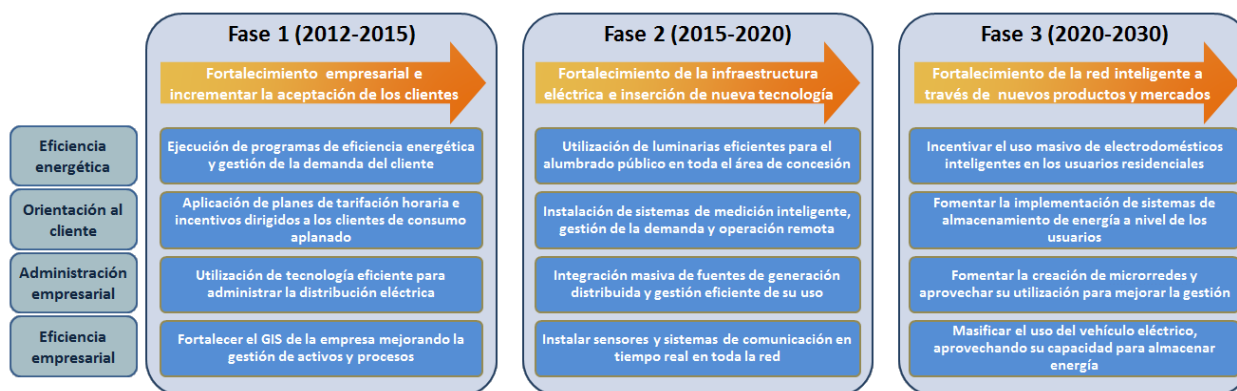 Fase 1 (2012-2015)
Fortalecimiento empresarial e
incrementar la aceptación de los clientes
Fase 2 (2015-2020)
Fortalecimiento de la infraestructura
eléctrica e inserción de nueva tecnología
Fase 3 (2020-2030)
Fortalecimiento de la red inteligente a
través de nuevos productos y mercados
Eficiencia
energética
Ejecución de programas de eficiencia energética
y gestión de la demanda del cliente
Utilización de luminarias eficientes para el
alumbrado público en toda el área de concesión
Incentivar el uso masivo de electrodomésticos
inteligentes en los usuarios residenciales
Orientación al
cliente
Aplicación de planes de tarifación horaria e
incentivos dirigidos a los clientes de consumo
aplanado
Instalación de sistemas de medición inteligente,
gestión de la demanda y operación remota
Fomentar la implementación de sistemas de
almacenamiento de energía a nivel de los
usuarios
Administración
empresarial
Utilización de tecnología eficiente para
administrar la distribución eléctrica
Integración masiva de fuentes de generación
distribuida y gestión eficiente de su uso
Fomentar la creación de microrredes y
aprovechar su utilización para mejorar la gestión
Eficiencia
empresarial
Fortalecer el GIS de la empresa mejorando la
gestión de activos y procesos
Instalar sensores y sistemas de comunicación en
tiempo real en toda la red
Masificar el uso del vehículo eléctrico,
aprovechando su capacidad para almacenar
energía